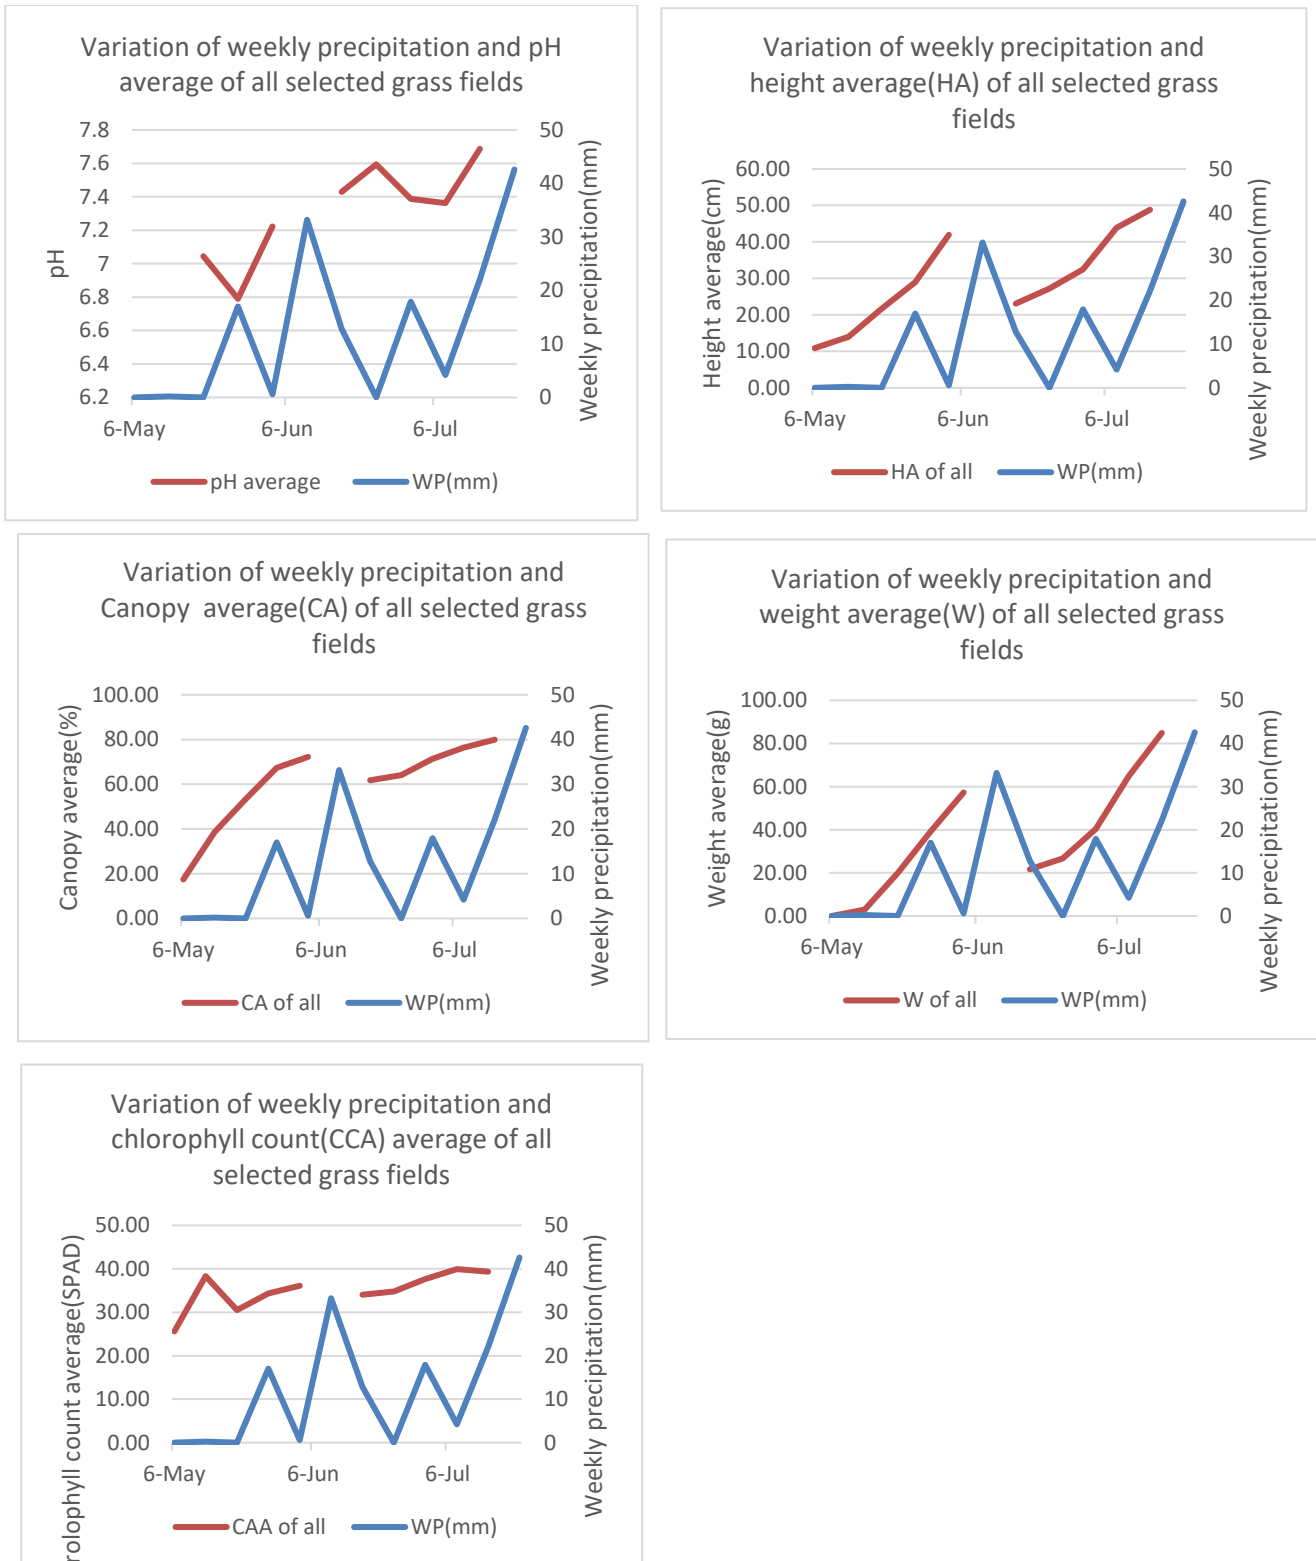 Variation of weekly precipitation and pH
average of all selected grass fields
7.8
7.6
7.4
7.2
7
6.8
6.6
6.4
6.2
pH
50
40
30
20
10
0
Weekly precipitation(mm)
6-May
6-Jun
6-Jul
pH average
WP(mm)
Variation of weekly precipitation and
height average(HA) of all selected grass
fields
60.00
50.00
40.00
30.00
20.00
10.00
0.00
Height average(cm)
50
40
30
20
10
0
Weekly precipitation(mm)
6-May
6-Jun
6-Jul
HA of all
WP(mm)
Variation of weekly precipitation and
Canopy average(CA) of all selected grass
fields
100.00
80.00
60.00
40.00
20.00
0.00
Canopy average(%)
50
40
30
20
10
0
Weekly precipitation(mm)
6-May
6-Jun
6-Jul
CA of all
WP(mm)
Variation of weekly precipitation and
weight average(W) of all selected grass
fields
100.00
80.00
60.00
40.00
20.00
0.00
Weight average(g)
50
40
30
20
10
0
Weekly precipitation(mm)
6-May
6-Jun
6-Jul
W of all
WP(mm)
Variation of weekly precipitation and
chlorophyll count(CCA) average of all
selected grass fields
50.00
40.00
30.00
20.00
10.00
0.00
rolophyll count average(SPAD)
50
40
30
20
10
0
Weekly precipitation(mm)
6-May
6-Jun
6-Jul
CAA of all
WP(mm)